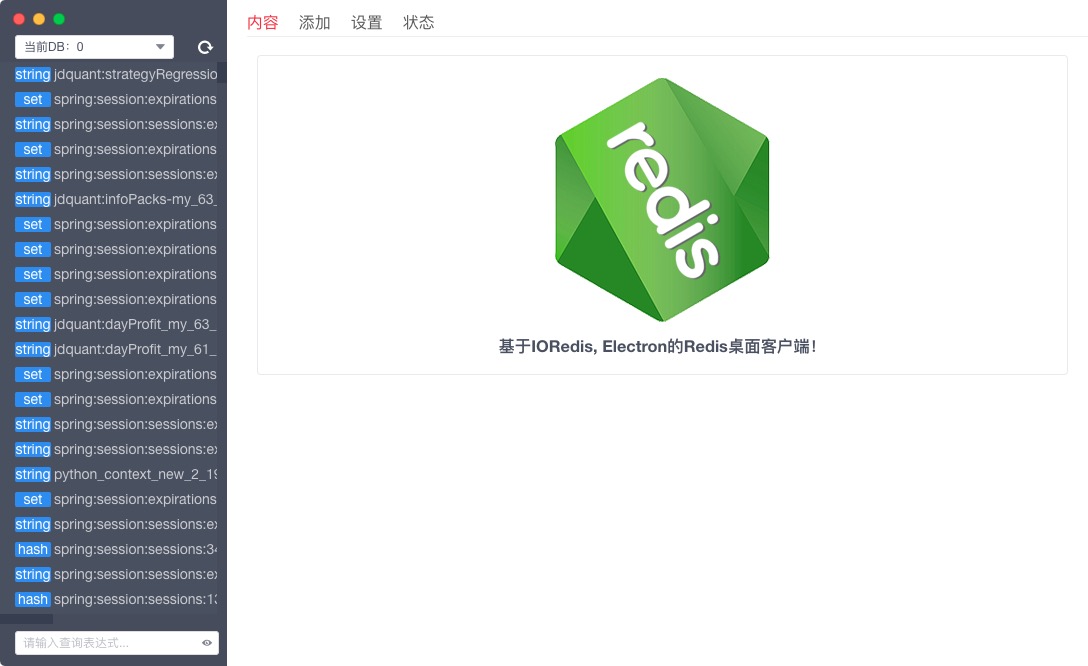 当前DB：0
string jdquant:strategyRegressio
set spring:session:expirations
string spring:session:sessions:ex
set spring:session:expirations
string spring:session:sessions:ex
string jdquant:infoPacks-my_63_
set spring:session:expirations
set spring:session:expirations
set spring:session:expirations
set spring:session:expirations
string jdquant:dayProfit_my_63_
string jdquant:dayProfit_my_61_
set spring:session:expirations
set spring:session:expirations
string spring:session:sessions:ex
string spring:session:sessions:ex
string python_context_new_2_19
set spring:session:expirations
string spring:session:sessions:ex
hash spring:session:sessions:34
string spring:session:sessions:ex
hash spring:session:sessions:13
请输入查询表达式...
内容 添加 设置 状态
redis
基于IORedis, Electron的Redis桌面客户端！